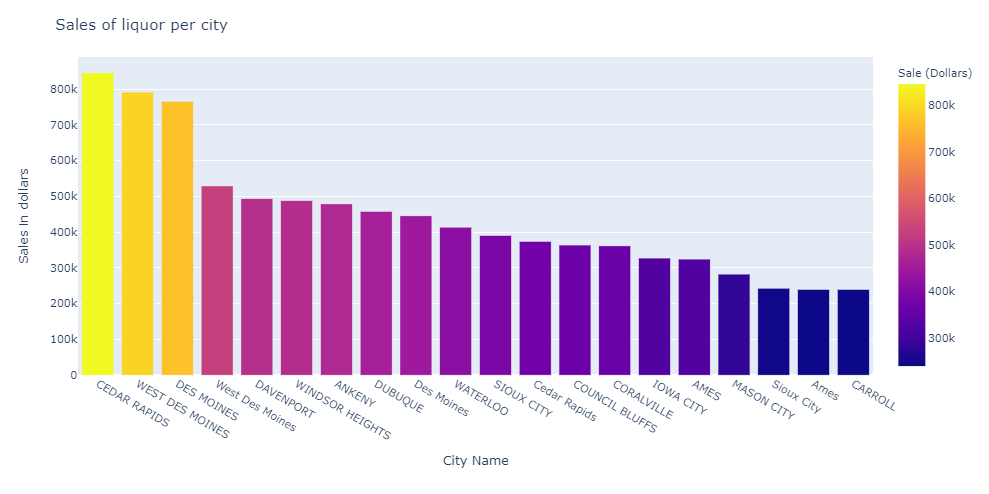 Sales of liquor per city
Sale (Dollars)
800k
700k
600k
500k
400k
300k
200k
100k
0
Sales In dollars
800k
700k
600k
500k
400k
300k
CEDAR RAPIDS
WEST DES MOINES
DES MOINES
West Des Moines
DAVENPORT
WINDSOR HEIGHTS
ANKENY
DUBUQUE
Des Moines
WATERLOO
SIOUX CITY
Cedar Rapids
COUNCIL BLUFFS
CORALVILLE
IOWA CITY
AMES
MASON CITY
Sioux City
Ames
CARROLL
City Name